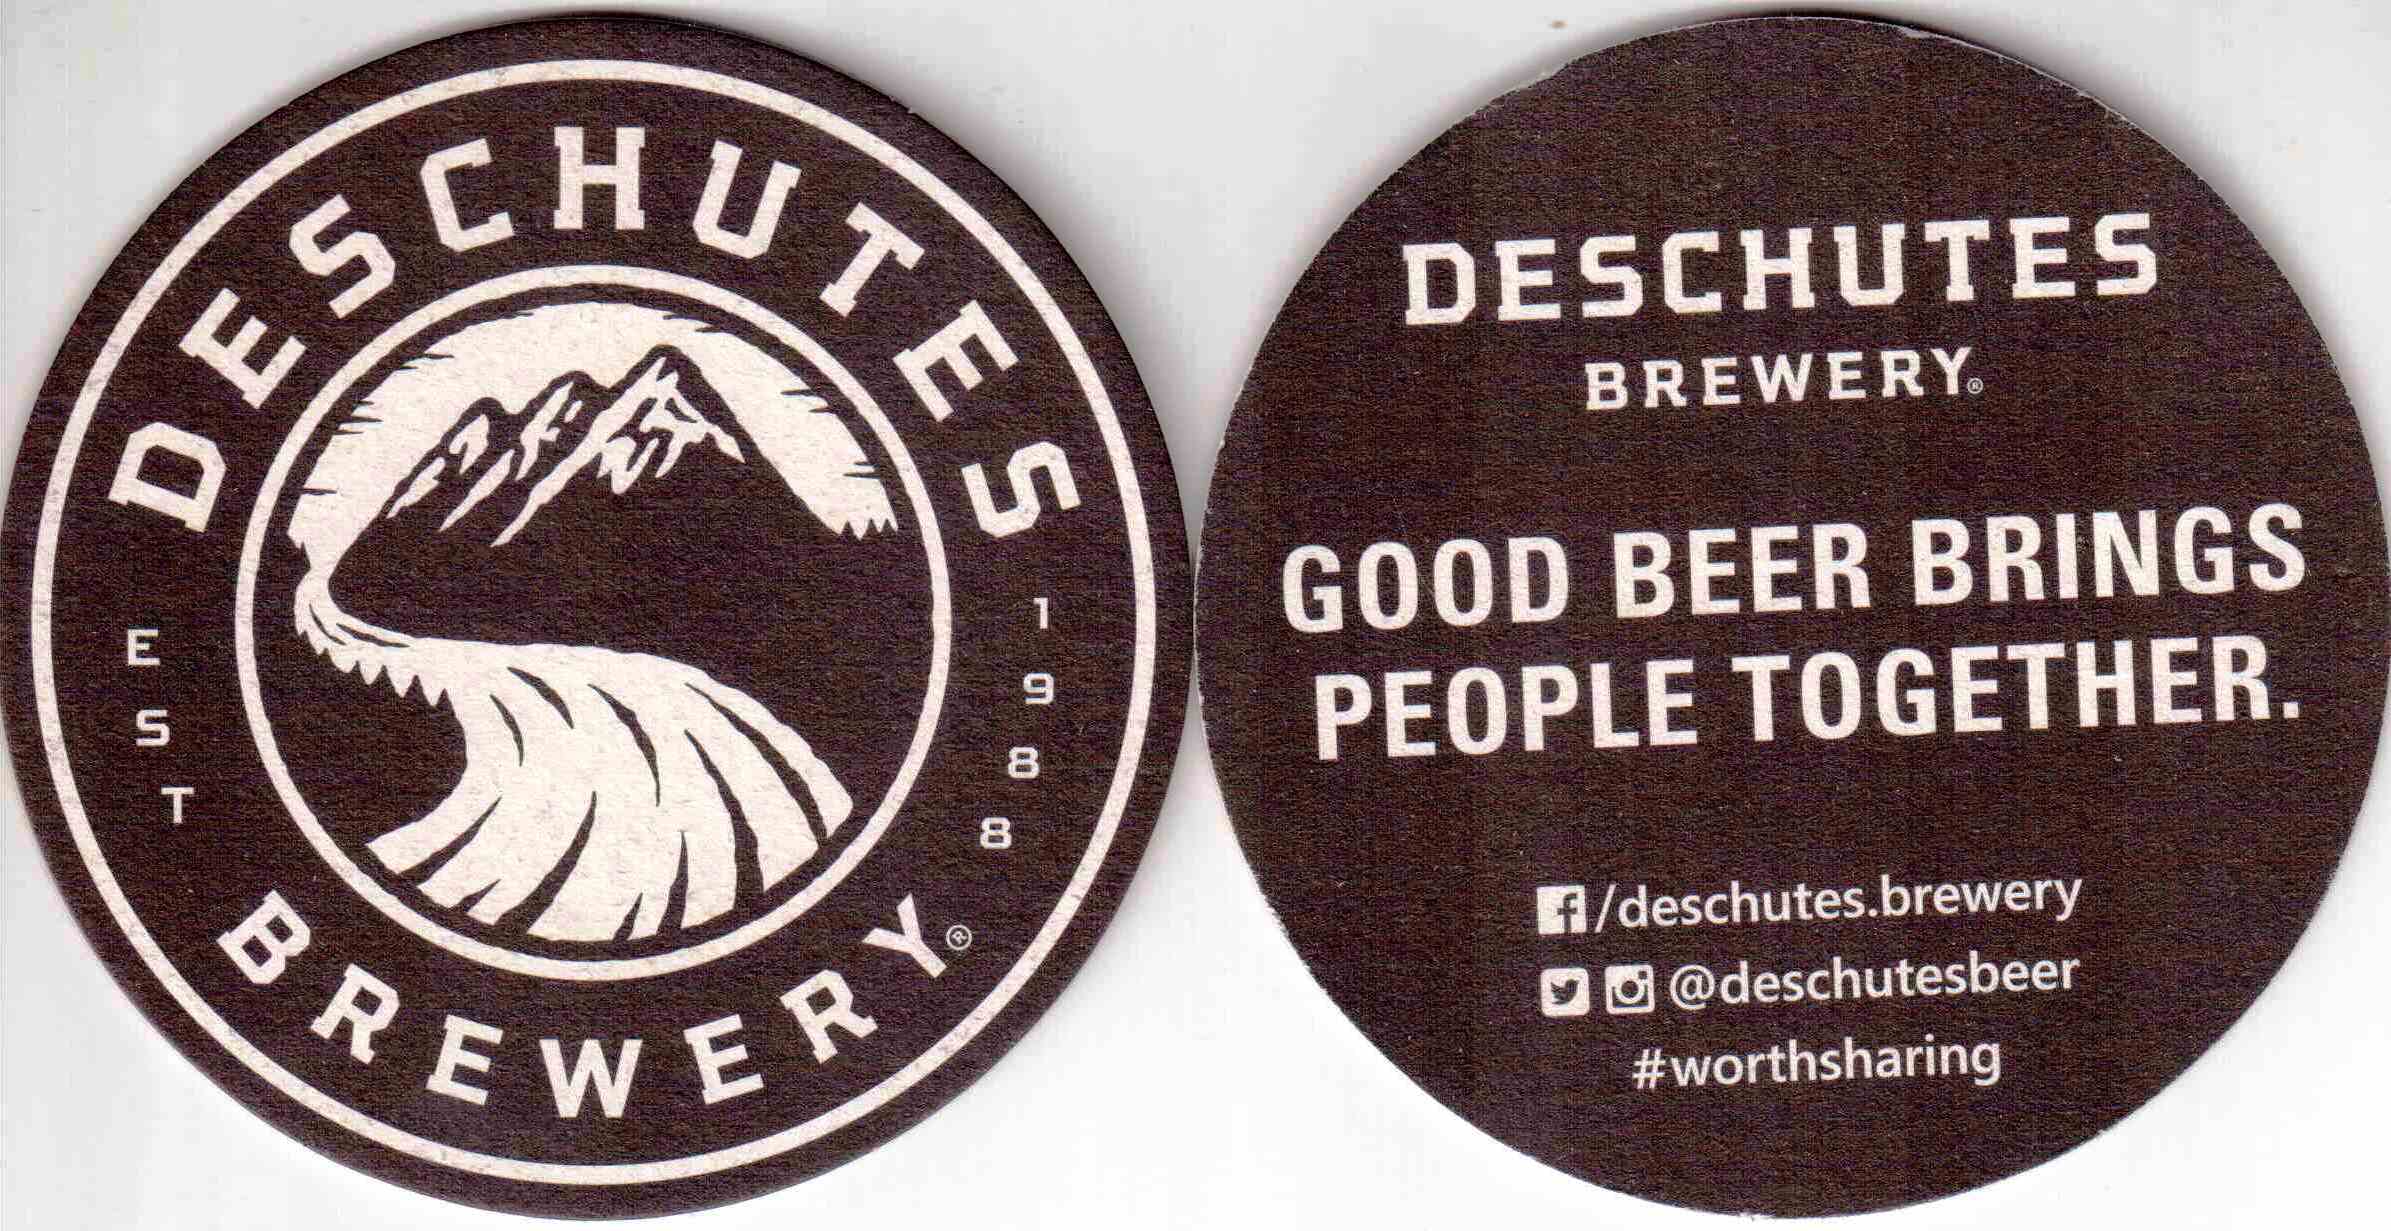 DESCHUTES
EST 1988
BREWERY®
DESCHUTES
BREWERY®
GOOD BEER BRINGS
PEOPLE TOGETHER.
f/deschutes.brewery
@deschutesbeer
#worthsharing